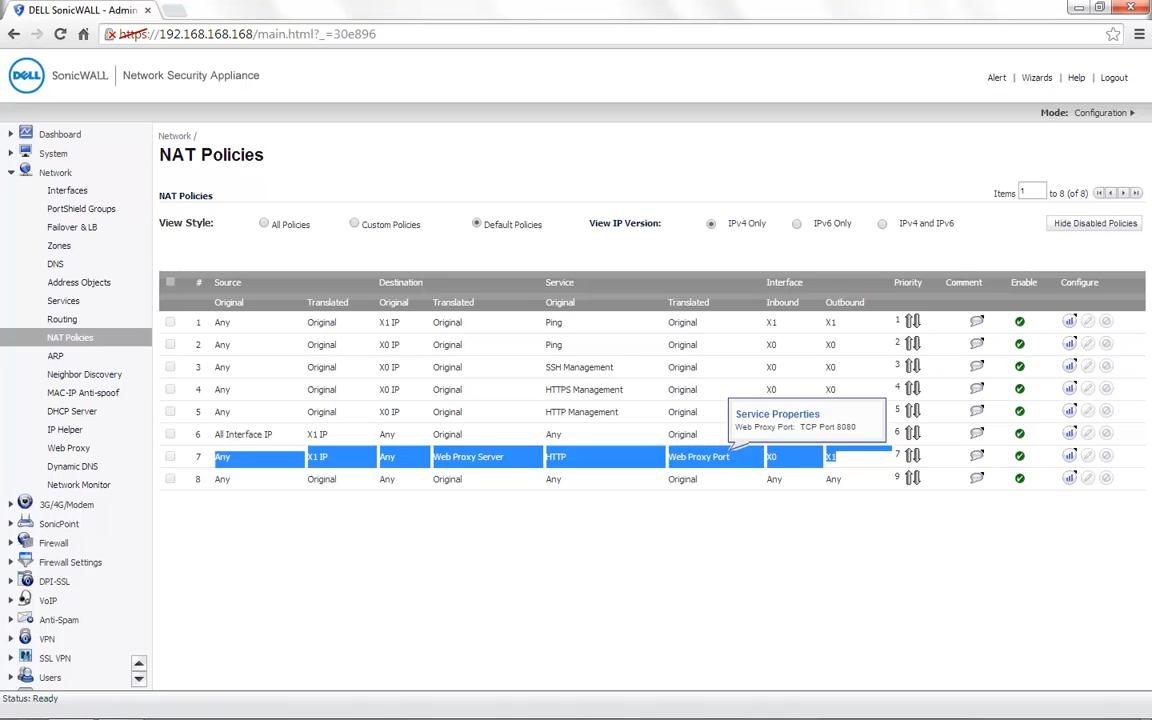 DELL SonicWALL - Admin ×
https://192.168.168.168/main.html?_=30e896
DELL SonicWALL | Network Security Appliance
Alert | Wizards | Help | Logout
Mode: Configuration
Dashboard
System
Network
Interfaces
PortShield Groups
Failover & LB
Zones
DNS
Address Objects
Services
Routing
NAT Policies
ARP
Neighbor Discovery
MAC-IP Anti-spoof
DHCP Server
IP Helper
Web Proxy
Dynamic DNS
Network Monitor
3G/4G/Modem
SonicPoint
Firewall
Firewall Settings
DPI-SSL
VoIP
Anti-Spam
VPN
SSL VPN
Users
Network /
NAT Policies
NAT Policies
Items 1 to 8 (of 8)
View Style: All Policies Custom Policies Default Policies View IP Version: IPv4 Only IPv6 Only IPv4 and IPv6 Hide Disabled Policies
# Source Destination Service Interface Priority Comment Enable Configure
Original Translated Original Translated Original Translated Inbound Outbound
1 Any Original X1 IP Original Ping Original X1 X1 1
2 Any Original X0 IP Original Ping Original X0 X0 2
3 Any Original X0 IP Original SSH Management Original X0 X0 3
4 Any Original X0 IP Original HTTPS Management Original X0 X0 4
5 Any Original X0 IP Original HTTP Management 5
Service Properties
Web Proxy Port: TCP Port 8080
6 All Interface IP X1 IP Any Original Any Original 6
7 Any X1 IP Any Web Proxy Server HTTP Web Proxy Port X0 X1 7
8 Any Original Any Original Any Original Any Any 9
Status: Ready